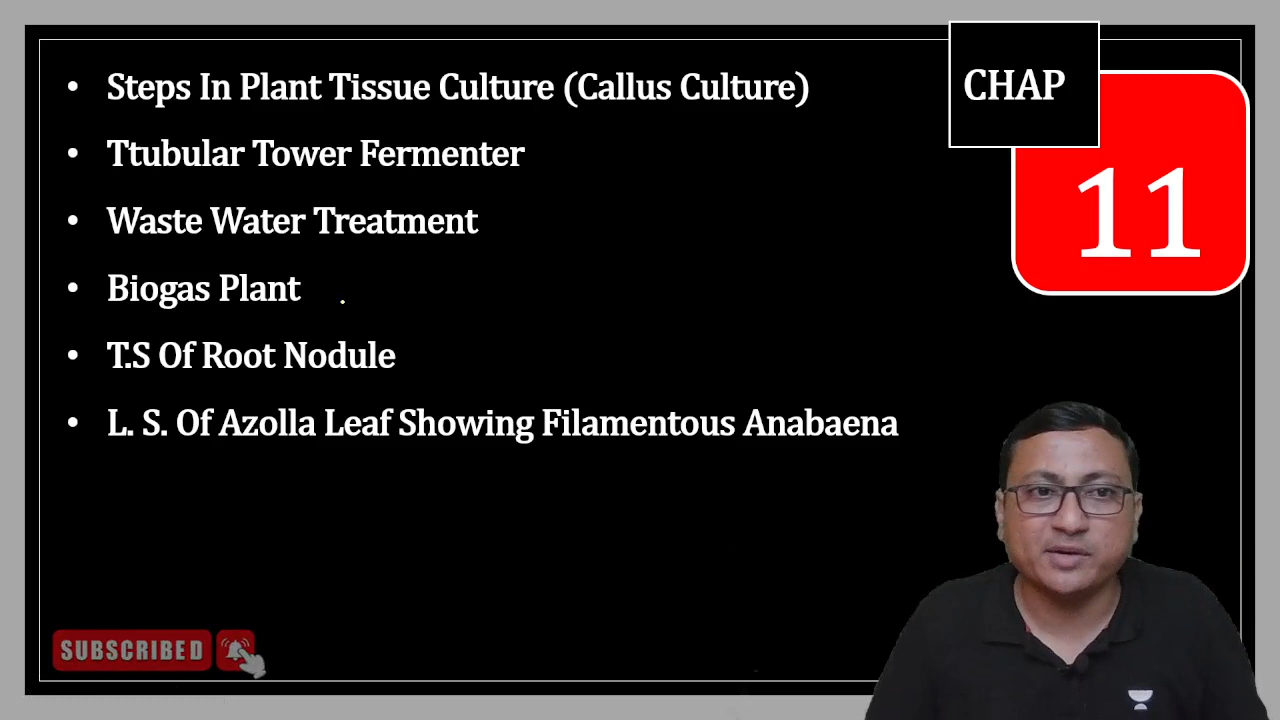 • Steps In Plant Tissue Culture (Callus Culture)
• Ttubular Tower Fermenter
• Waste Water Treatment
• Biogas Plant
• T.S Of Root Nodule
• L. S. Of Azolla Leaf Showing Filamentous Anabaena
CHAP
11
SUBSCRIBED